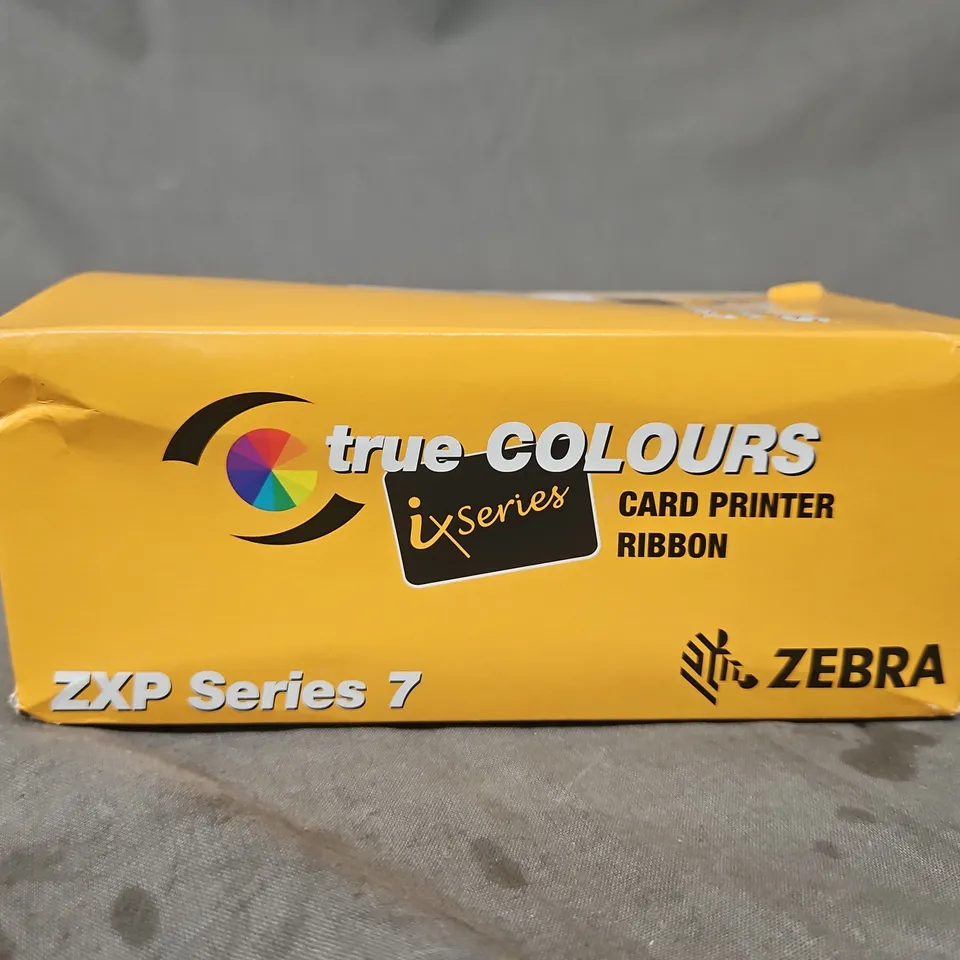 true COLOURS
ixSeries
CARD PRINTER
RIBBON
ZXP Series 7
ZEBRA